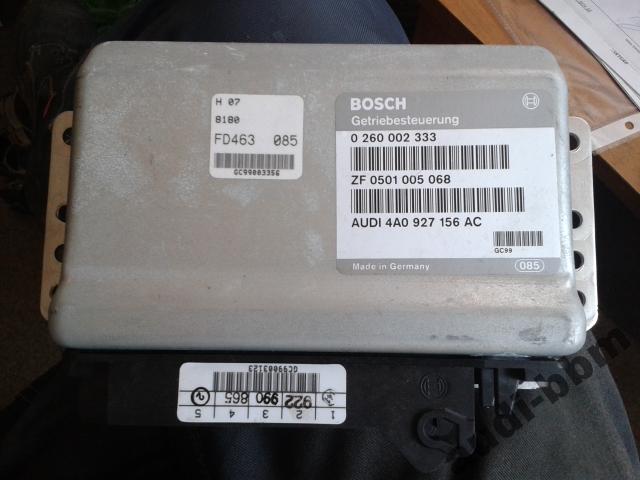 H 07
8180
FD463 085
GC99003356
BOSCH
Getriebesteuerung
0 260 002 333
ZF 0501 005 068
AUDI 4A0 927 156 AC
GC99
Made in Germany
085
GC99003123
922 990 865
1 2 3 4 5